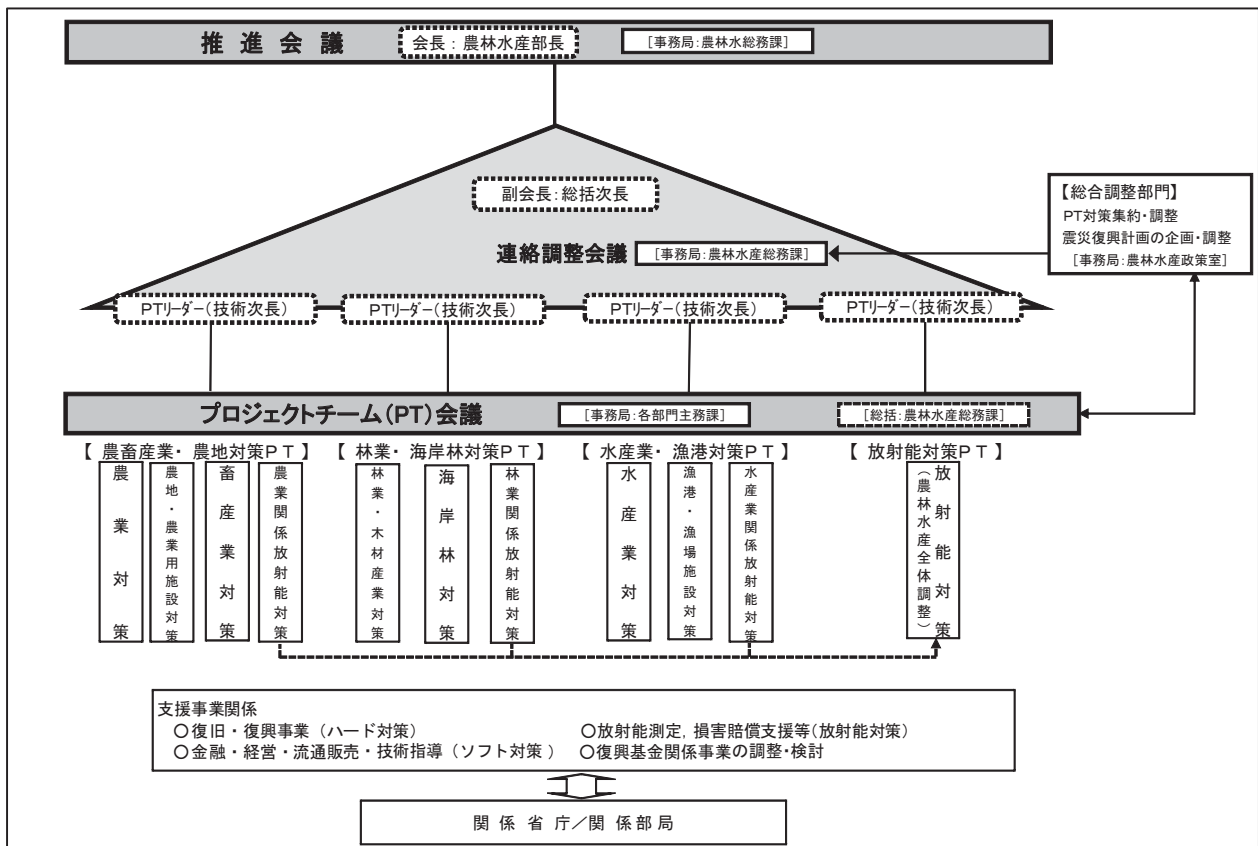 推進会議
会長：農林水産部長
［事務局：農林水総務課］
副会長：総括次長
連絡調整会議
［事務局：農林水産総務課］
【総合調整部門】
PT対策集約・調整
震災復興計画の企画・調整
［事務局：農林水産政策室］
PTリーダー（技術次長）
PTリーダー（技術次長）
PTリーダー（技術次長）
PTリーダー（技術次長）
プロジェクトチーム（PT）会議
［事務局：各部門主務課］
［総括：農林水産総務課］
【 農畜産業・農地対策ＰＴ】
農業対策
農地・農業用施設対策
畜産業対策
農業関係放射能対策
【 林業・海岸林対策ＰＴ 】
林業・木材産業対策
海岸林対策
林業関係放射能対策
【 水産業・漁港対策ＰＴ】
水産業対策
漁港・漁場施設対策
水産業関係放射能対策
【 放射能対策ＰＴ】
放射能対策
（農林水産全体調整）
支援事業関係
○復旧・復興事業（ハード対策）
○金融・経営・流通販売・技術指導（ソフト対策）
○放射能測定，損害賠償支援等（放射能対策）
○復興基金関係事業の調整・検討
関係省庁／関係部局